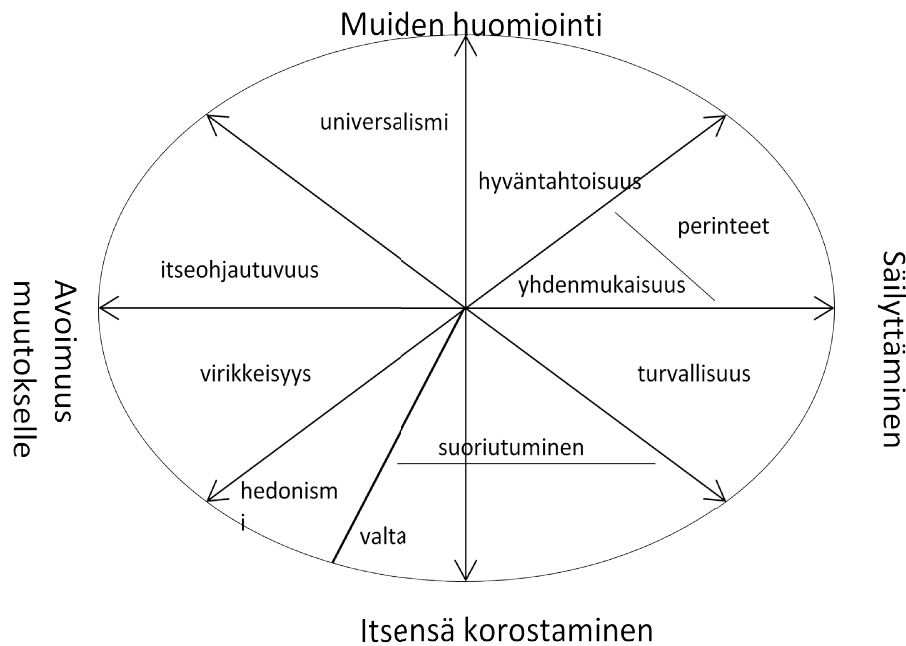 Muiden huomiointi
universalismi
hyväntahtoisuus
perinteet
itseohjautuvuus
yhdenmukaisuus
Avoimuus
muutokselle
Säilyttäminen
virikkeisyys
turvallisuus
suoriutuminen
hedonism
i
valta
Itsensä korostaminen